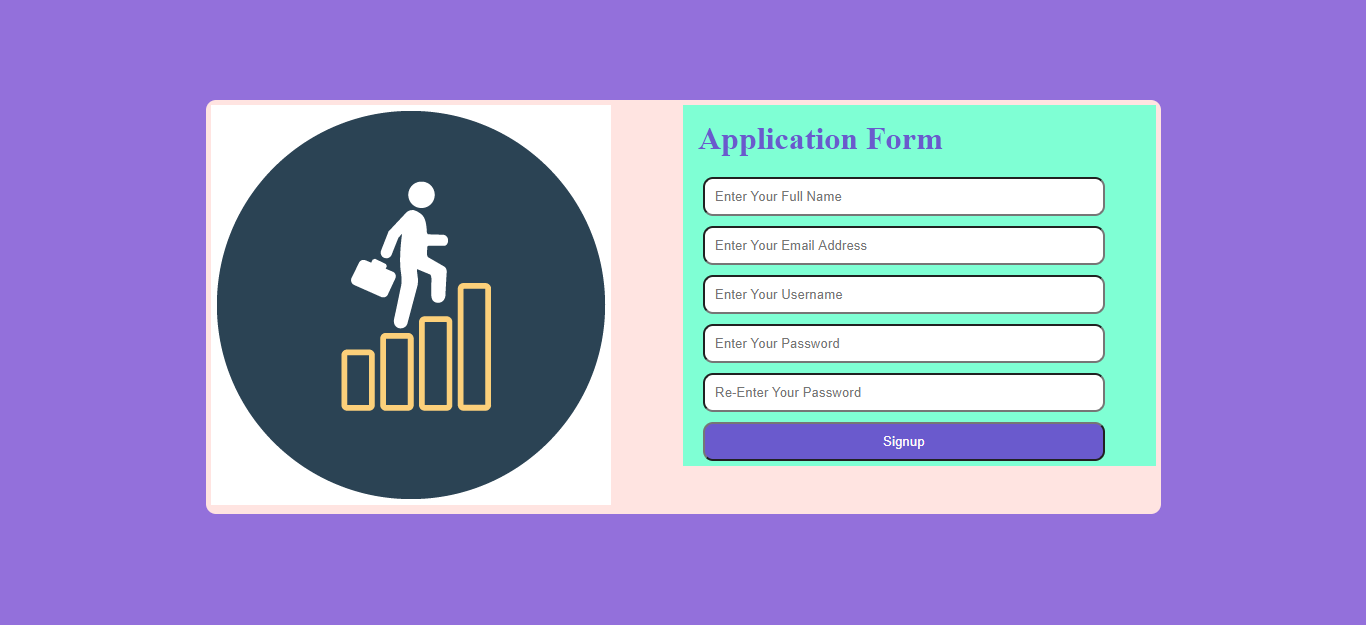 Application Form
Enter Your Full Name
Enter Your Email Address
Enter Your Username
Enter Your Password
Re-Enter Your Password
Signup